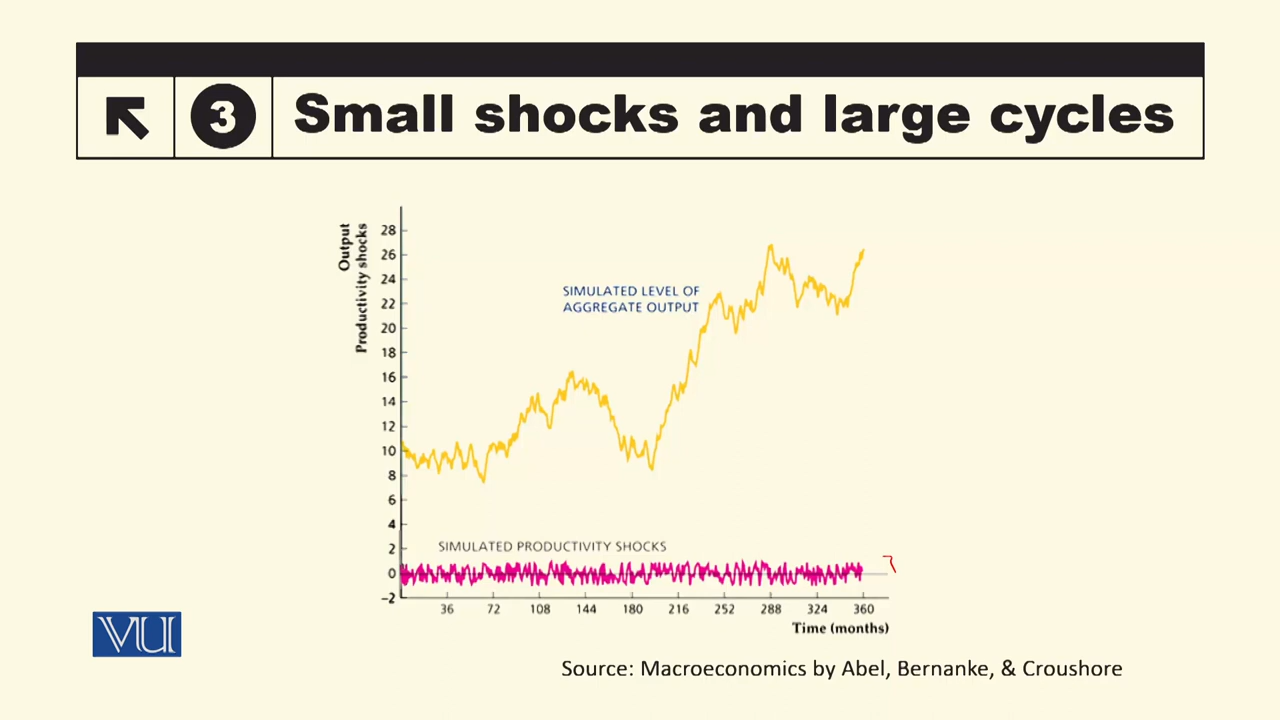 3 Small shocks and large cycles
Output
Productivity shocks
28
26
24
22
20
18
16
14
12
10
8
6
4
2
0
−2
SIMULATED LEVEL OF
AGGREGATE OUTPUT
SIMULATED PRODUCTIVITY SHOCKS
36 72 108 144 180 216 252 288 324 360
Time (months)
VU
Source: Macroeconomics by Abel, Bernanke, & Croushore